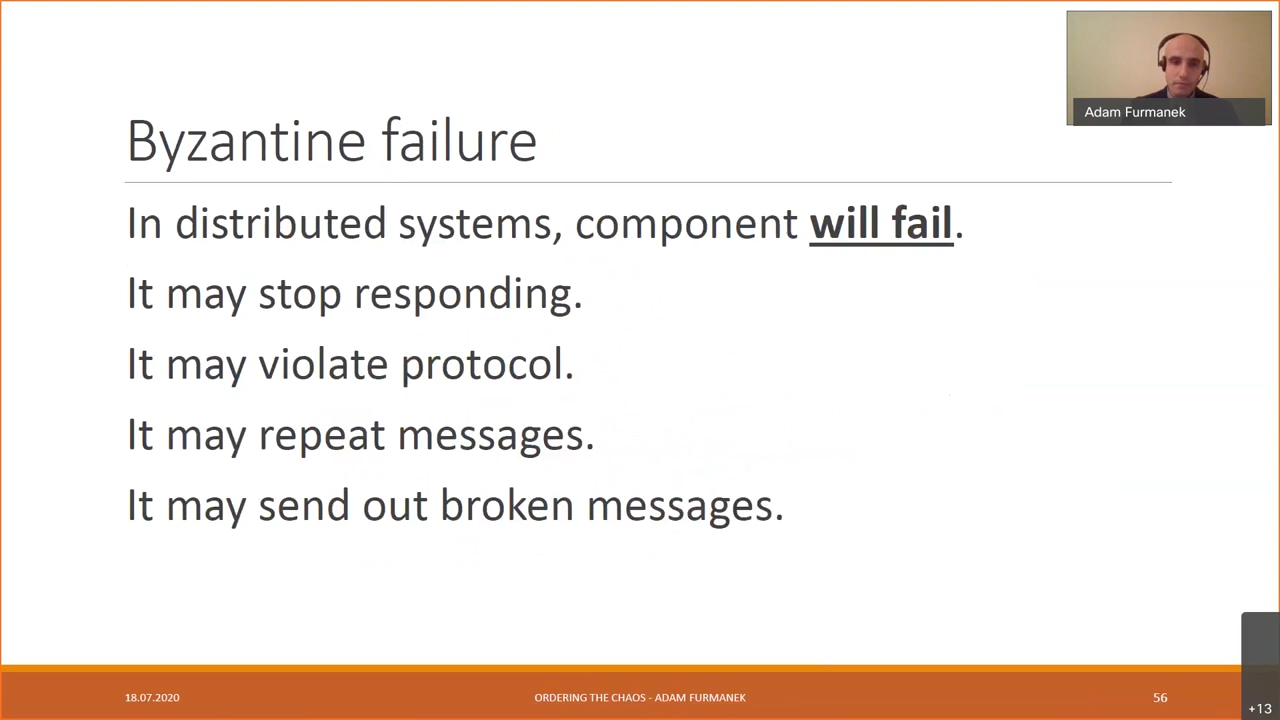 Adam Furmanek
Byzantine failure
In distributed systems, component will fail.
It may stop responding.
It may violate protocol.
It may repeat messages.
It may send out broken messages.
18.07.2020
ORDERING THE CHAOS - ADAM FURMANEK
56
+13